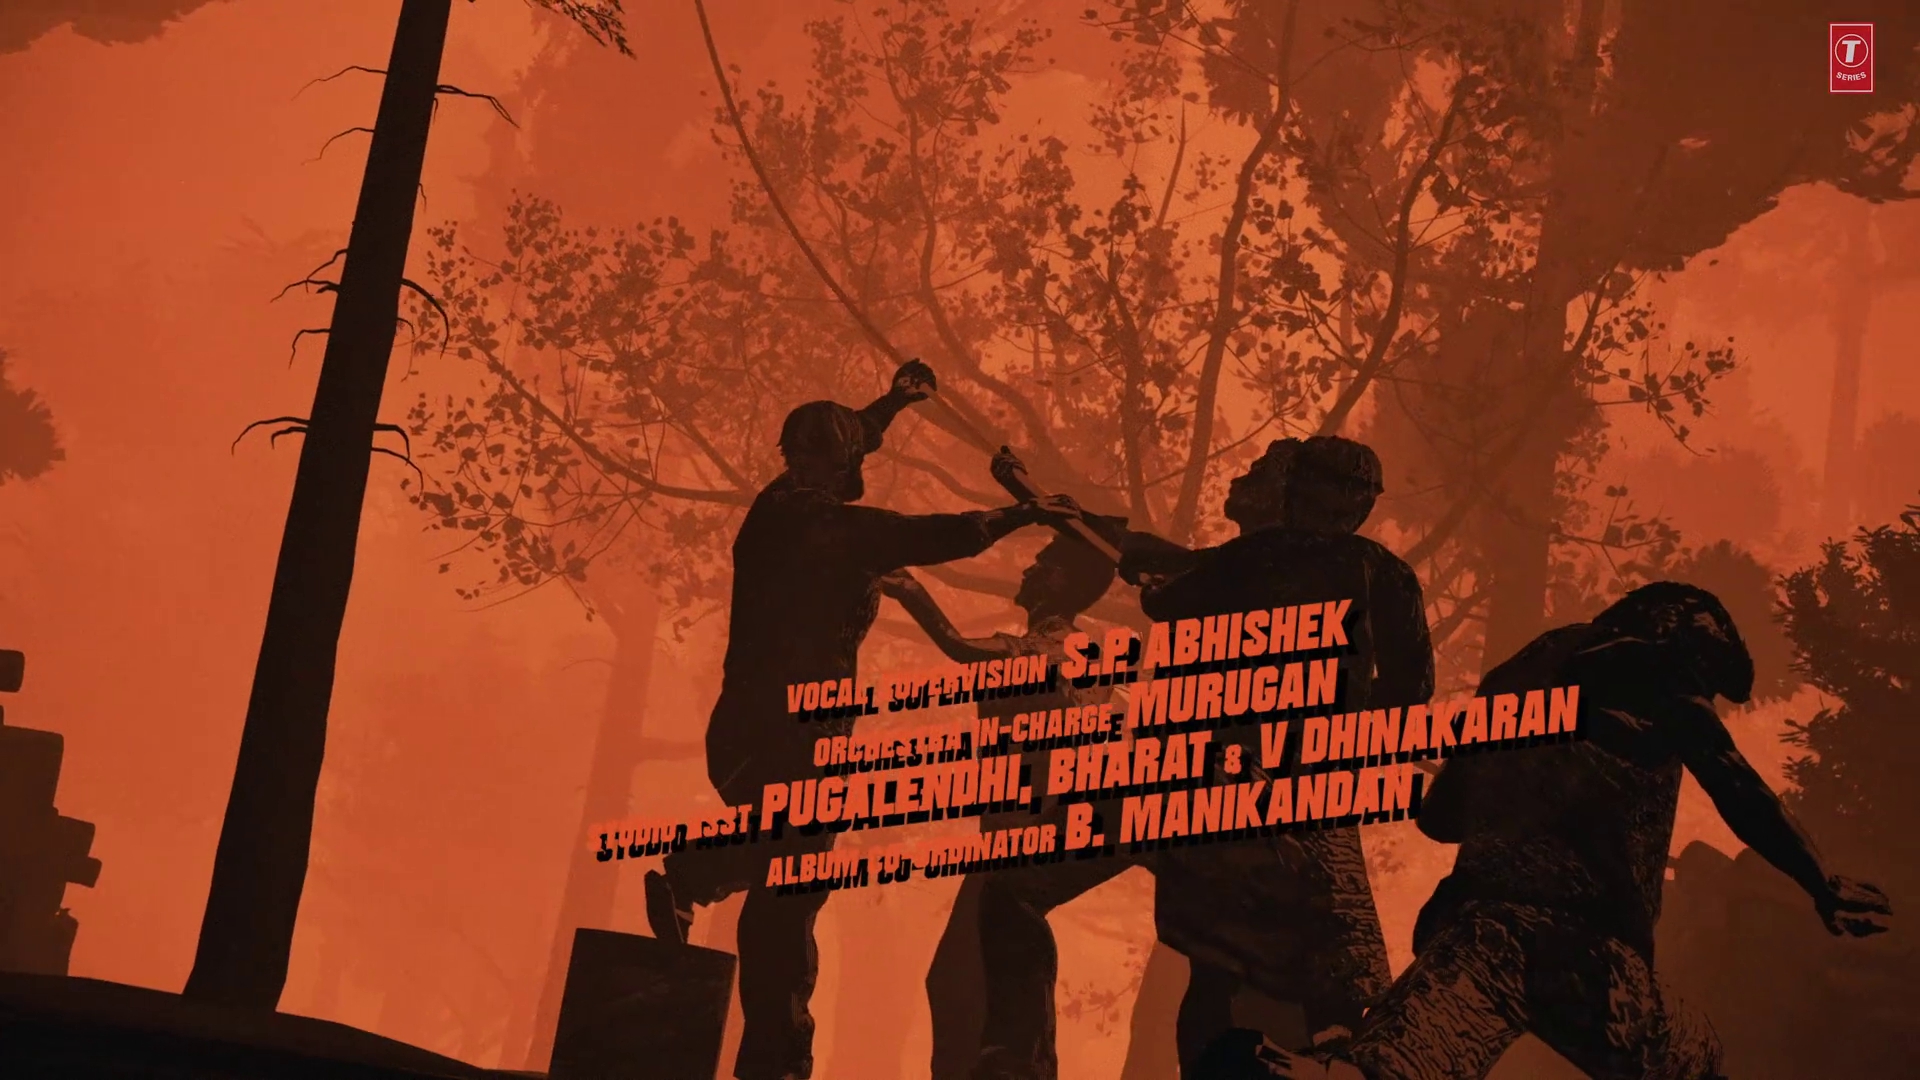 T
SERIES
VOCAL SUPERVISION S.P. ABHISHEK
ORCHESTRA IN-CHARGE MURUGAN
STUDIO ASST PUGALENDHI, BHARAT & V DHINAKARAN
ALBUM CO-ORDINATOR B. MANIKANDAN